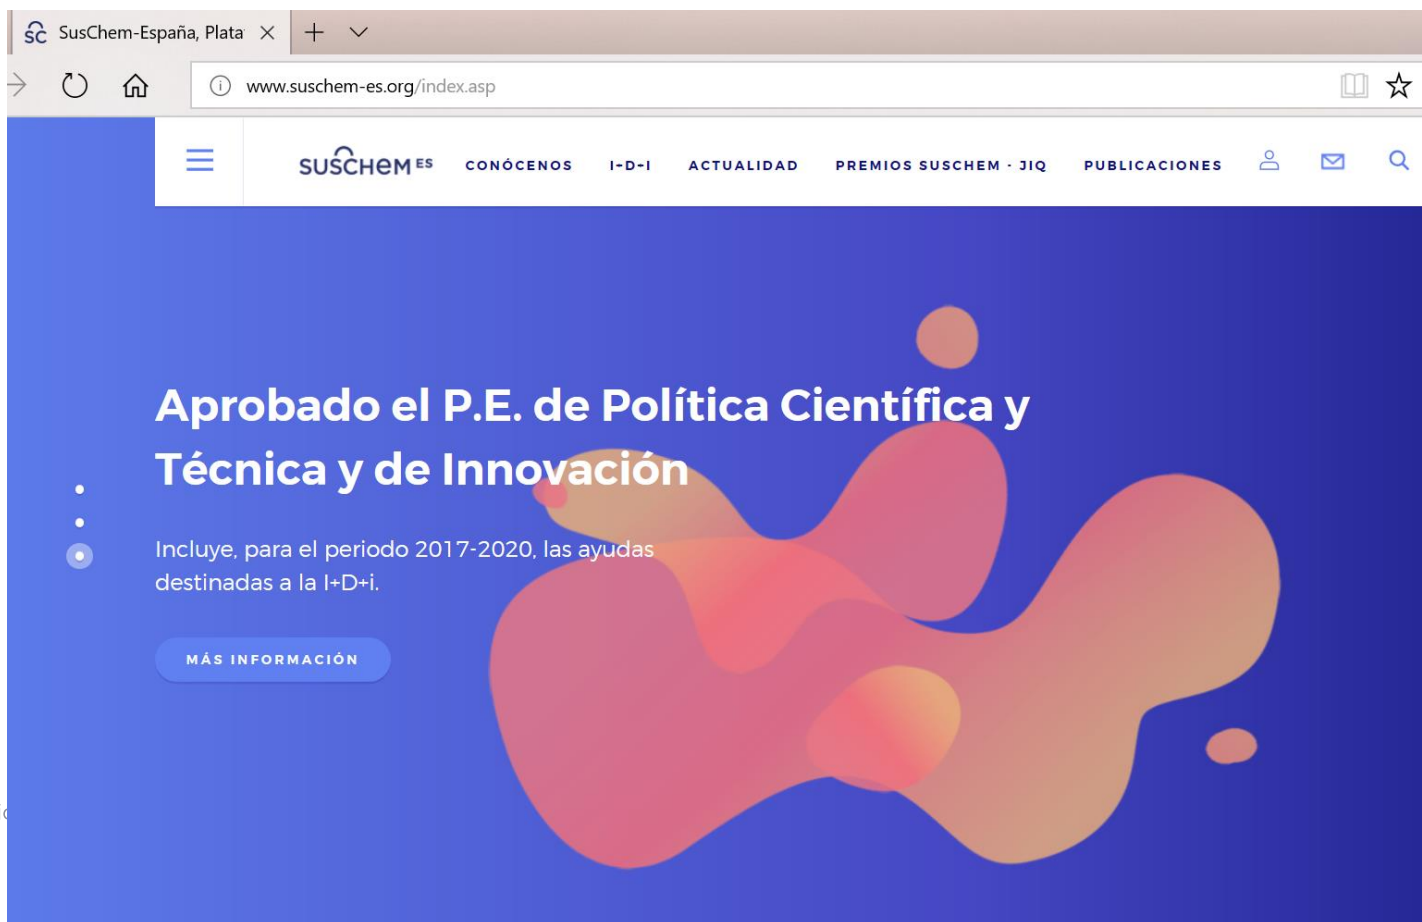 SusChem-España, Plata
www.suschem-es.org/index.asp
SUSCHEM ES CONÓCENOS I+D+I ACTUALIDAD PREMIOS SUSCHEM - JIQ PUBLICACIONES
Aprobado el P.E. de Política Científica y
Técnica y de Innovación
Incluye, para el periodo 2017-2020, las ayudas
destinadas a la I+D+i.
MÁS INFORMACIÓN